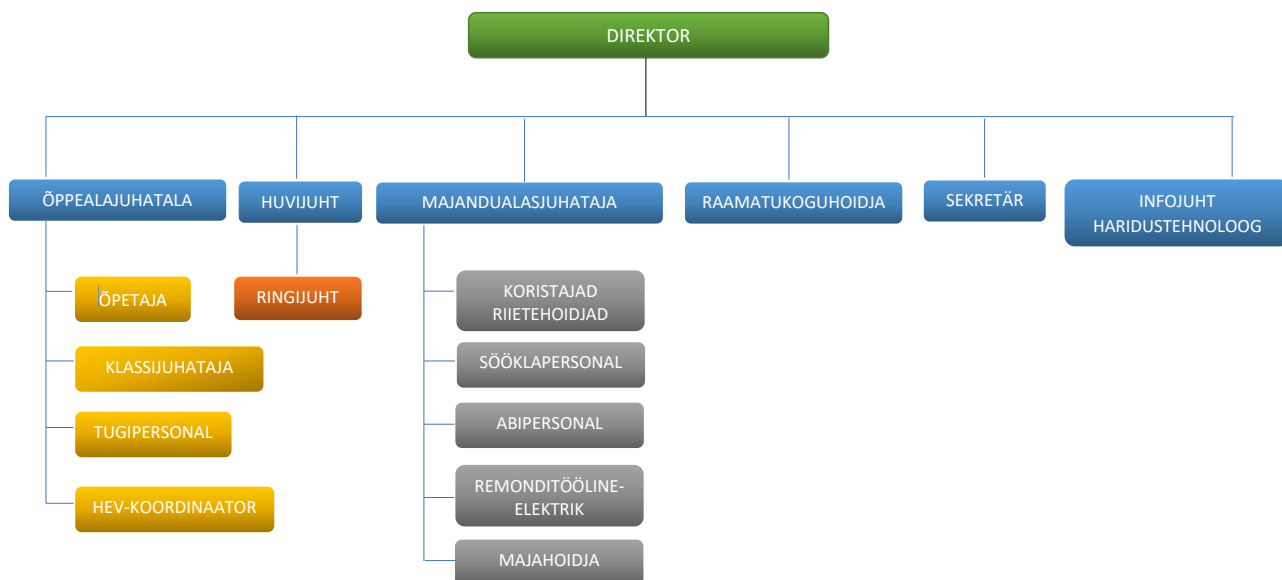 DIREKTOR
ÕPPEALAJUHATALA
HUVIJUHT
MAJANDUALASJUHATAJA
RAAMATUKOGUHOIDJA
SEKRETÄR
INFOJUHT
HARIDUSTEHNOLOOG
ÕPETAJA
KLASSIJUHATAJA
TUGIPERSONAL
HEV-KOORDINAATOR
RINGIJUHT
KORISTAJAD
RIIETEHOIDJAD
SÖÖKLAPERSONAL
ABIPERSONAL
REMONDITÖÖLINE-
ELEKTRIK
MAJAHOIDJA